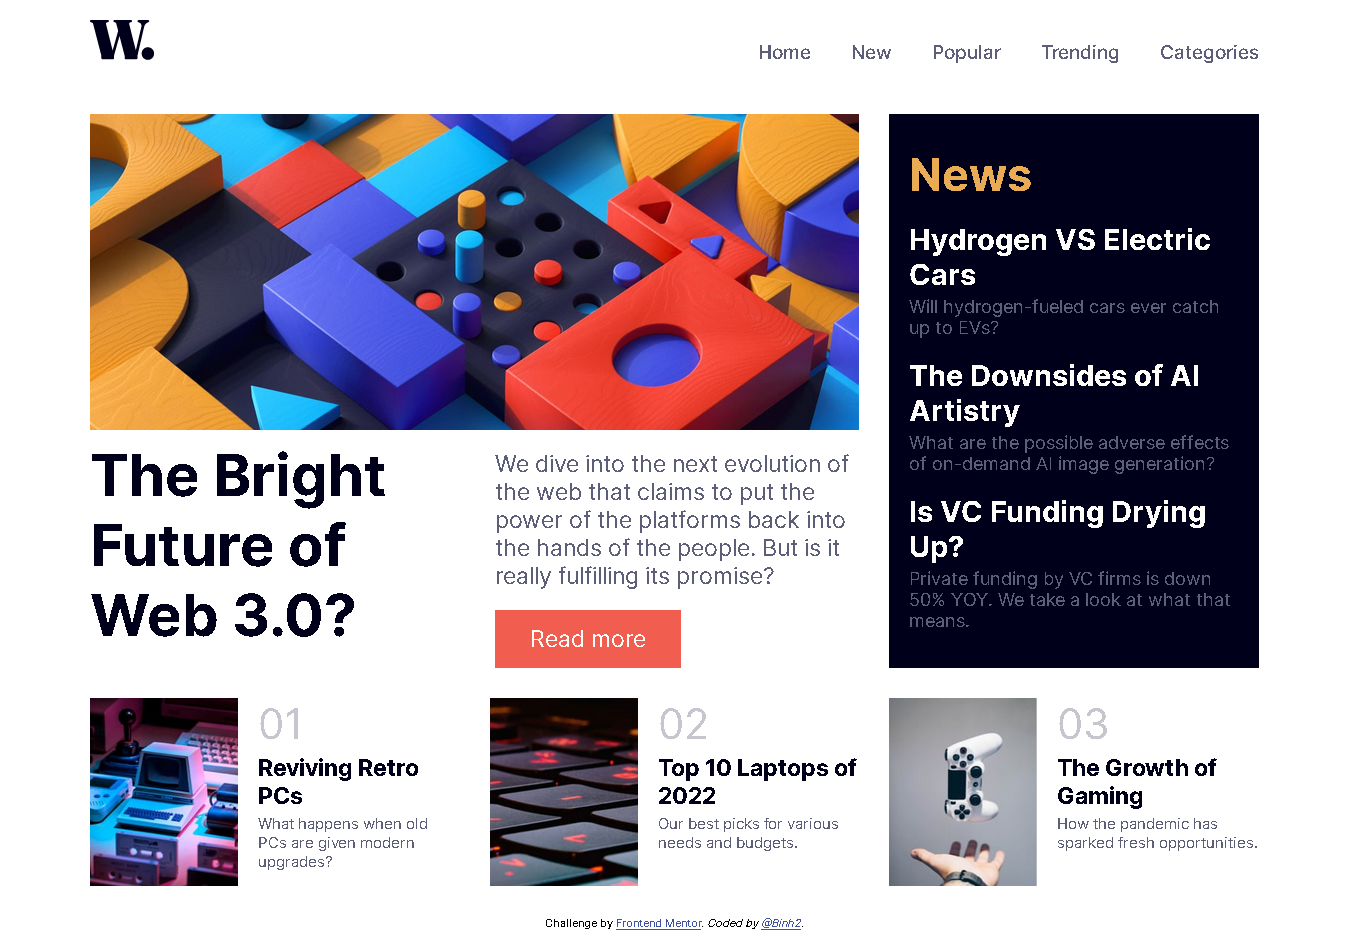 W.
Home New Popular Trending Categories
News
Hydrogen VS Electric
Cars
Will hydrogen-fueled cars ever catch
up to EVs?
The Downsides of AI
Artistry
What are the possible adverse effects
of on-demand AI image generation?
Is VC Funding Drying
Up?
Private funding by VC firms is down
50% YOY. We take a look at what that
means.
The Bright
Future of
Web 3.0?
We dive into the next evolution of
the web that claims to put the
power of the platforms back into
the hands of the people. But is it
really fulfilling its promise?
Read more
01
Reviving Retro
PCs
What happens when old
PCs are given modern
upgrades?
02
Top 10 Laptops of
2022
Our best picks for various
needs and budgets.
03
The Growth of
Gaming
How the pandemic has
sparked fresh opportunities.
Challenge by Frontend Mentor. Coded by @Binh2.